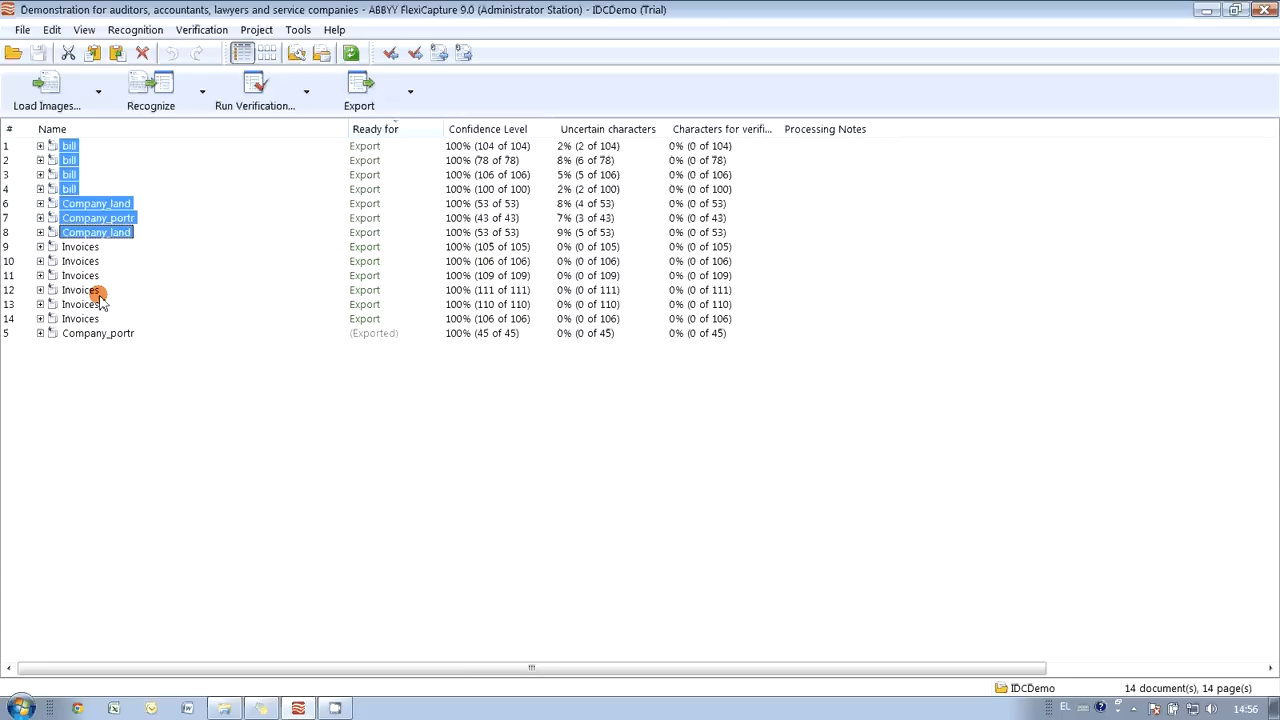 Demonstration for auditors, accountants, lawyers and service companies - ABBYY FlexiCapture 9.0 (Administrator Station) - IDCDemo (Trial)
File Edit View Recognition Verification Project Tools Help
Load Images... Recognize Run Verification... Export
# Name Ready for Confidence Level Uncertain characters Characters for verifi... Processing Notes
1 bill Export 100% (104 of 104) 2% (2 of 104) 0% (0 of 104)
2 bill Export 100% (78 of 78) 8% (6 of 78) 0% (0 of 78)
3 bill Export 100% (106 of 106) 5% (5 of 106) 0% (0 of 106)
4 bill Export 100% (100 of 100) 2% (2 of 100) 0% (0 of 100)
6 Company_land Export 100% (53 of 53) 8% (4 of 53) 0% (0 of 53)
7 Company_portr Export 100% (43 of 43) 7% (3 of 43) 0% (0 of 43)
8 Company_land Export 100% (53 of 53) 9% (5 of 53) 0% (0 of 53)
9 Invoices Export 100% (105 of 105) 0% (0 of 105) 0% (0 of 105)
10 Invoices Export 100% (106 of 106) 0% (0 of 106) 0% (0 of 106)
11 Invoices Export 100% (109 of 109) 0% (0 of 109) 0% (0 of 109)
12 Invoices Export 100% (111 of 111) 0% (0 of 111) 0% (0 of 111)
13 Invoices Export 100% (110 of 110) 0% (0 of 110) 0% (0 of 110)
14 Invoices Export 100% (106 of 106) 0% (0 of 106) 0% (0 of 106)
5 Company_portr (Exported) 100% (45 of 45) 0% (0 of 45) 0% (0 of 45)
IDCDemo 14 document(s), 14 page(s)
EL 14:56